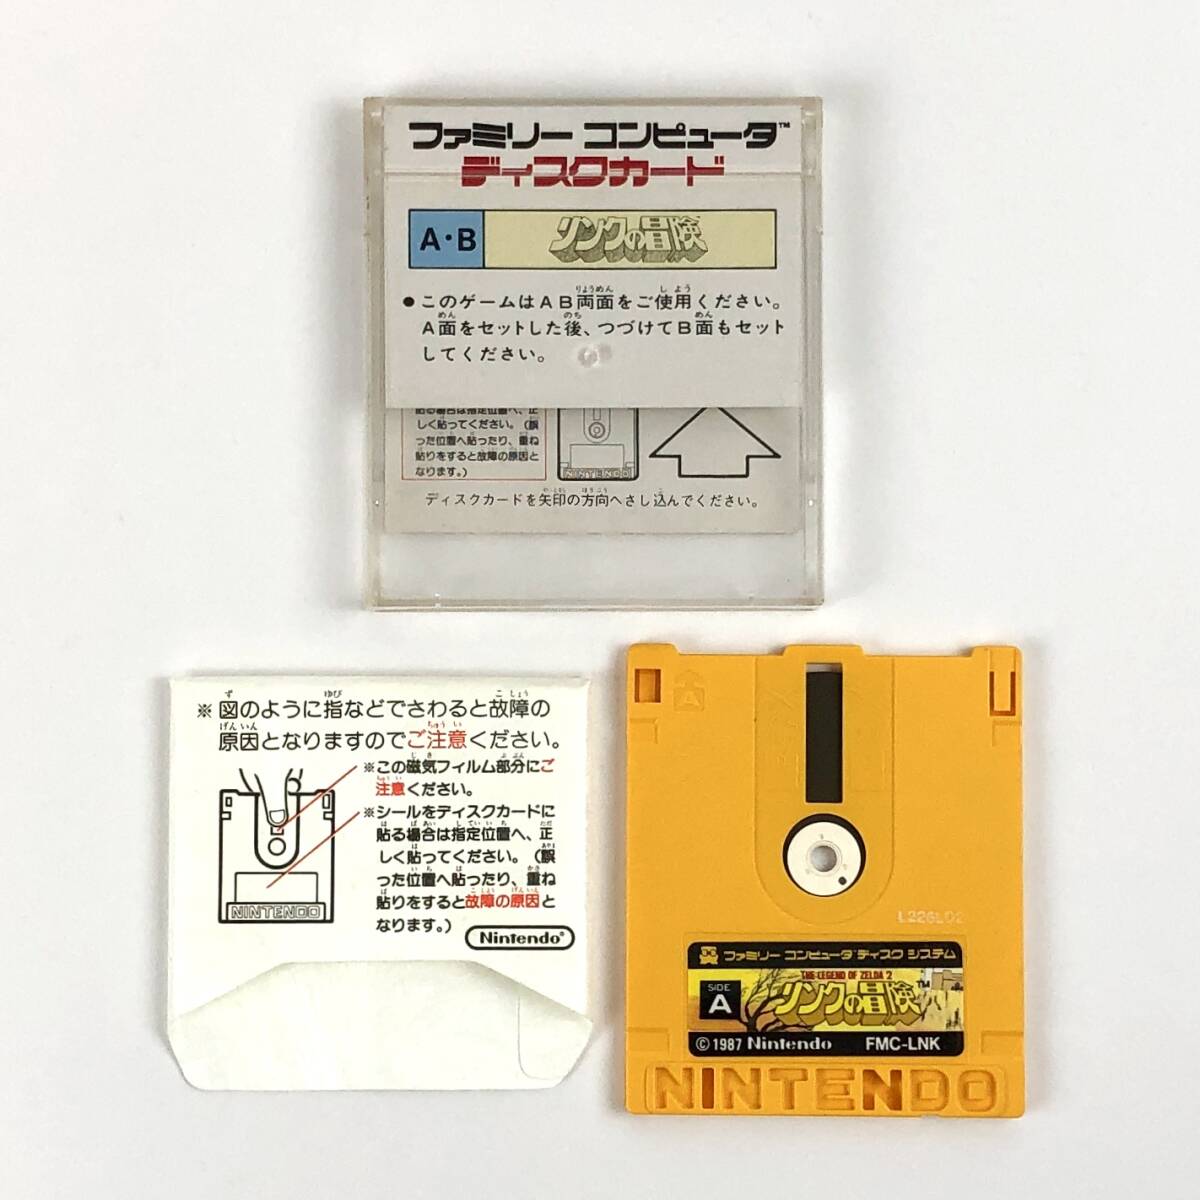 ファミリー コンピュータ™
ディスクカード
A・B リンクの冒険
●このゲームはAB両面をご使用ください。
A面をセットした後、つづけてB面もセット
してください。
貼る場合は指定位置へ、正
しく貼ってください。（誤
った位置へ貼ったり、重ね
貼りをすると故障の原因と
なります。）
NINTENDO
ディスクカードを矢印の方向へさし込んでください。
※図のように指などでさわると故障の
原因となりますのでご注意ください。
※この磁気フィルム部分にご
注意ください。
※シールをディスクカードに
貼る場合は指定位置へ、正
しく貼ってください。（誤
った位置へ貼ったり、重ね
貼りをすると故障の原因と
なります。）
NINTENDO
Nintendo®
A
L226L02
ファミリー コンピュータ ディスク システム
THE LEGEND OF ZELDA 2
SIDE
A
リンクの冒険™
©1987 Nintendo FMC-LNK
NINTENDO